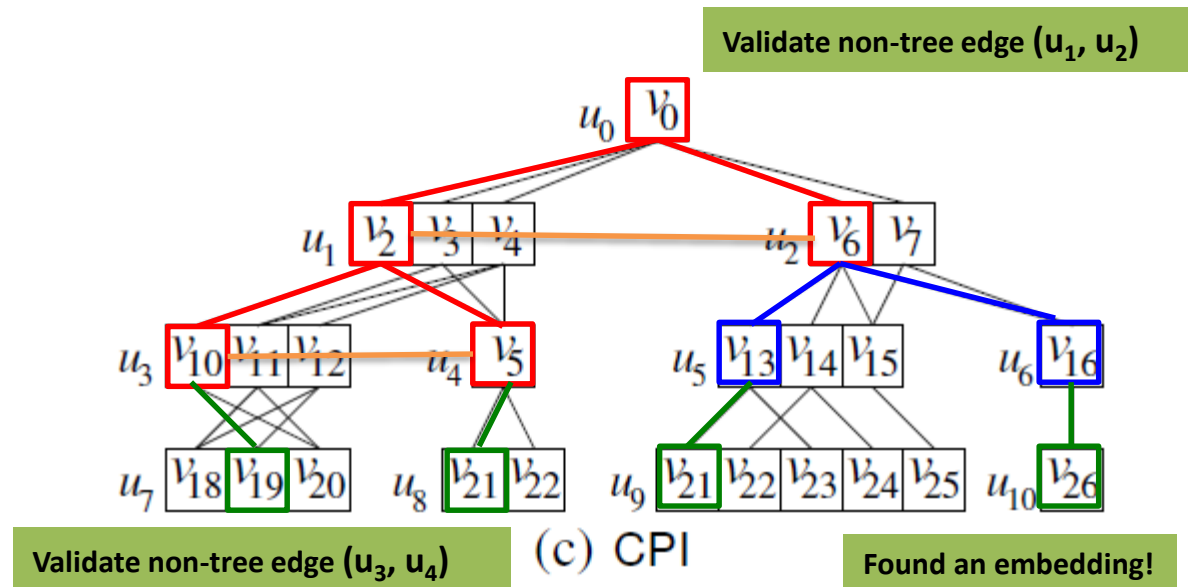 Validate non-tree edge (u₁, u₂)
u₀ v₀
u₁ v₂ v₃ v₄ u₂ v₆ v₇
u₃ v₁₀ v₁₁ v₁₂ u₄ v₅ u₅ v₁₃ v₁₄ v₁₅ u₆ v₁₆
u₇ v₁₈ v₁₉ v₂₀ u₈ v₂₁ v₂₂ u₉ v₂₁ v₂₂ v₂₃ v₂₄ v₂₅ u₁₀ v₂₆
Validate non-tree edge (u₃, u₄)
(c) CPI
Found an embedding!